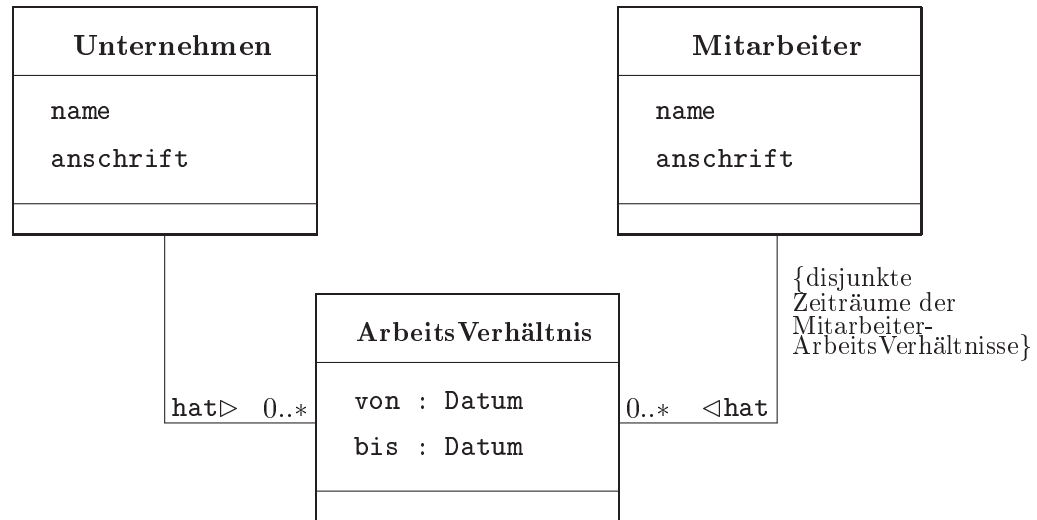 Unternehmen
name
anschrift
Mitarbeiter
name
anschrift
{disjunkte
Zeiträume der
Mitarbeiter-
ArbeitsVerhältnisse}
ArbeitsVerhältnis
von : Datum
bis : Datum
hat▷ 0..*
0..* ◁hat